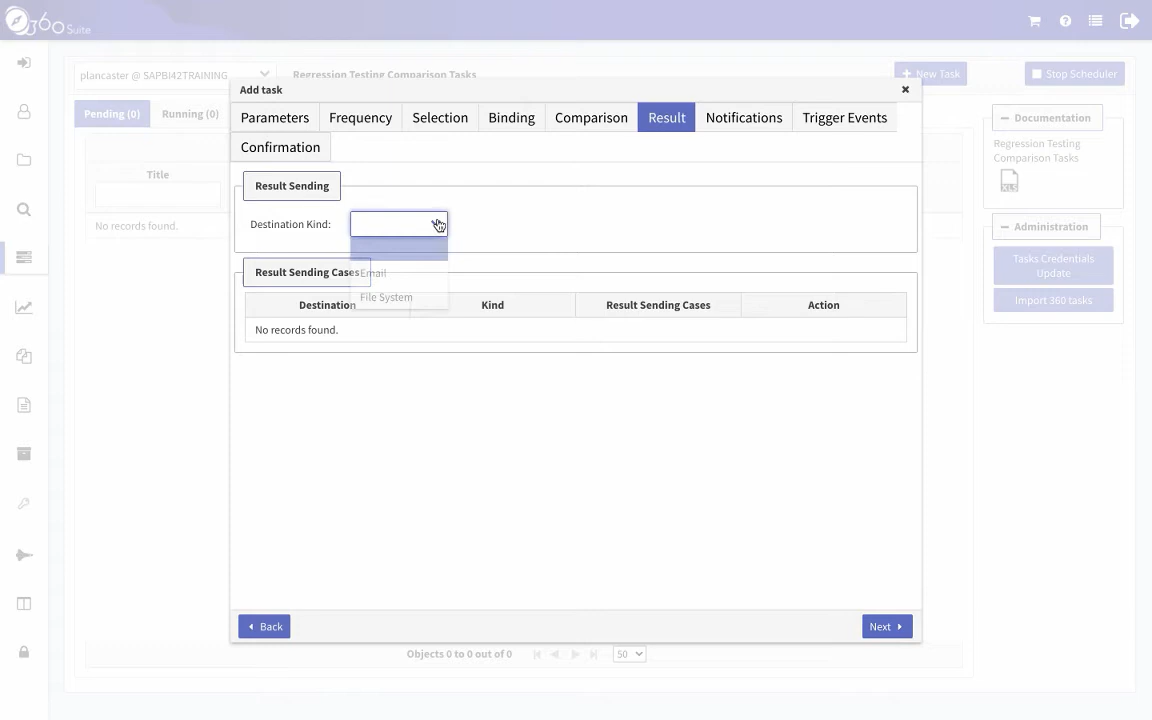 360Suite
plancaster @ SAPBI42TRAINING
Regression Testing Comparison Tasks
+ New Task
Stop Scheduler
Pending (0)
Running (0)
Title
No records found.
Add task
Parameters
Frequency
Selection
Binding
Comparison
Result
Notifications
Trigger Events
Confirmation
Result Sending
Destination Kind:
Email
File System
Result Sending Cases
Destination
Kind
Result Sending Cases
Action
No records found.
Back
Next
Documentation
Regression Testing
Comparison Tasks
XLS
Administration
Tasks Credentials
Update
Import 360 tasks
Objects 0 to 0 out of 0
50